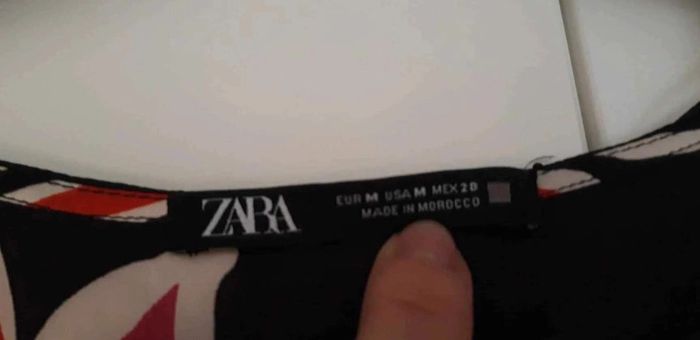 ZARA
EUR M USA M MEX 28
MADE IN MOROCCO